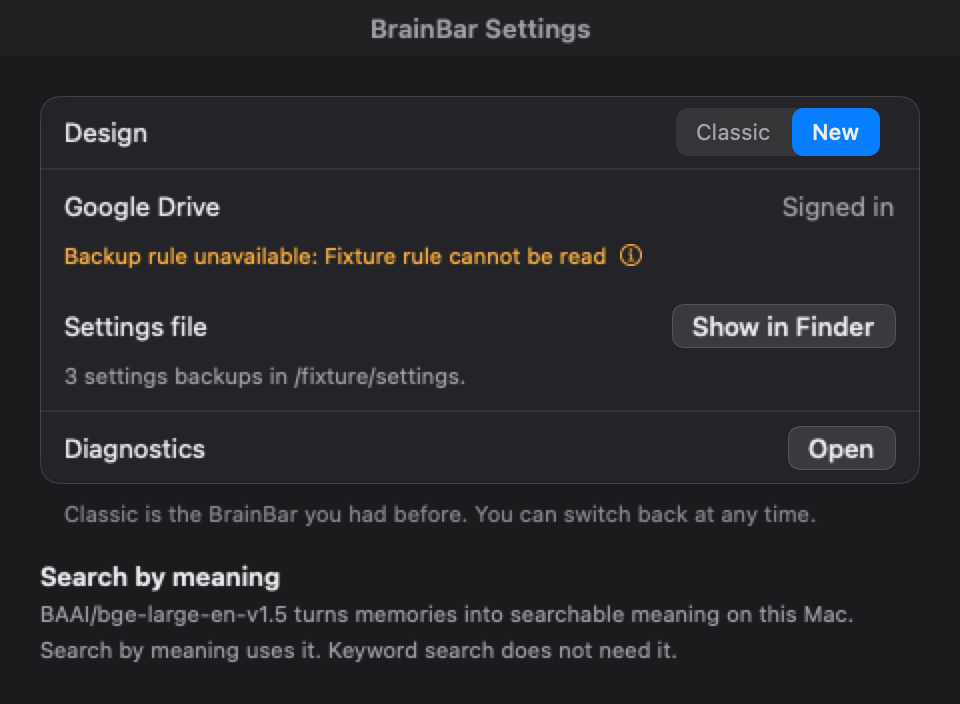 BrainBar Settings
Design
Classic
New
Google Drive
Signed in
Backup rule unavailable: Fixture rule cannot be read
Settings file
Show in Finder
3 settings backups in /fixture/settings.
Diagnostics
Open
Classic is the BrainBar you had before. You can switch back at any time.
Search by meaning
BAAI/bge-large-en-v1.5 turns memories into searchable meaning on this Mac.
Search by meaning uses it. Keyword search does not need it.